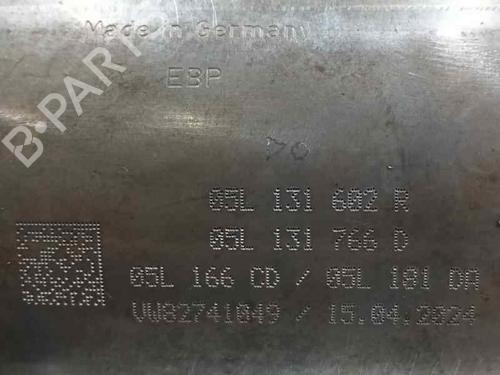 Made in Germany
EBP
05L 131 602 R
05L 131 766 D
05L 166 CD / 05L 181 DA
VW82741049 / 15.04.2024
B-PARTS